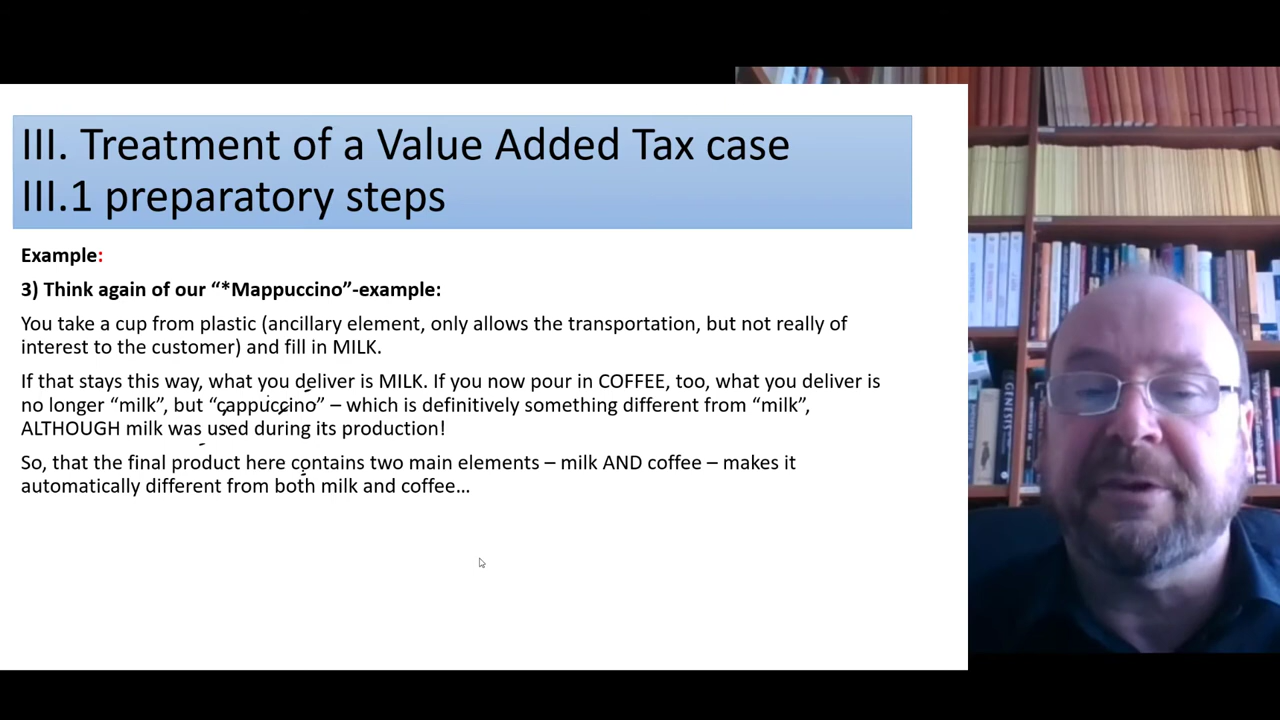 III. Treatment of a Value Added Tax case
III.1 preparatory steps
Example:
3) Think again of our “*Mappuccino”-example:
You take a cup from plastic (ancillary element, only allows the transportation, but not really of
interest to the customer) and fill in MILK.
If that stays this way, what you deliver is MILK. If you now pour in COFFEE, too, what you deliver is
no longer “milk”, but “cappuccino” – which is definitively something different from “milk”,
ALTHOUGH milk was used during its production!
So, that the final product here contains two main elements – milk AND coffee – makes it
automatically different from both milk and coffee…
GENESIS